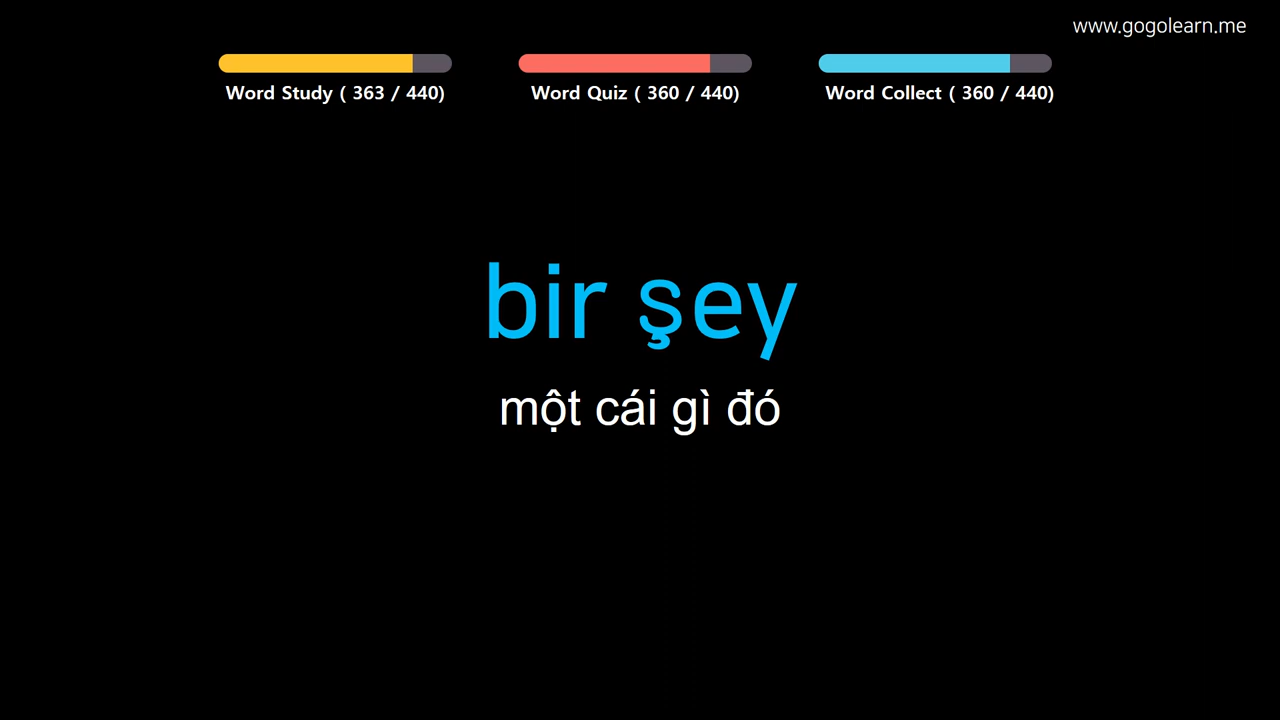 www.gogolearn.me
Word Study ( 363 / 440)
Word Quiz ( 360 / 440)
Word Collect ( 360 / 440)
bir şey
một cái gì đó